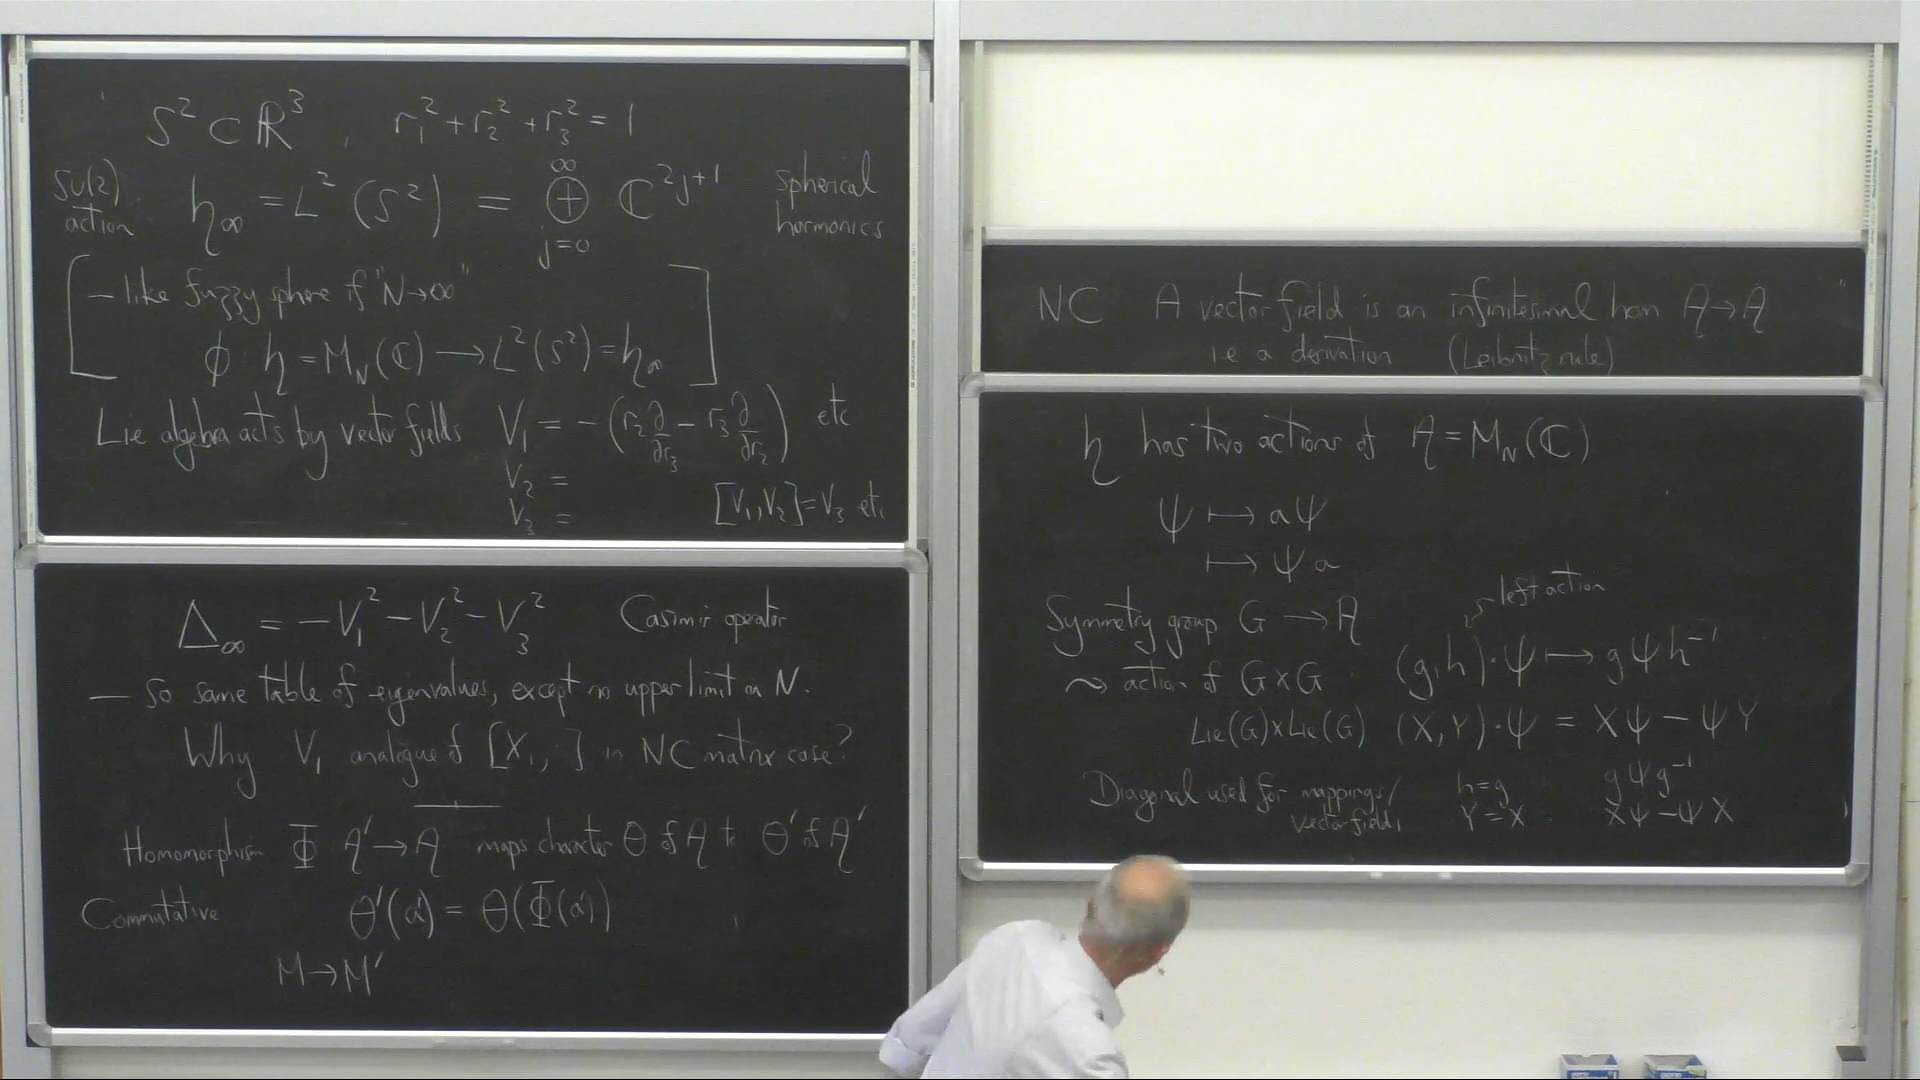 S² ⊂ ℝ³ , r₁² + r₂² + r₃² = 1
SU(2) action h_∞ = L²(S²) = ⊕_{j=0}^{∞} ℂ^{2j+1} spherical harmonics
[ – like fuzzy sphere if "N→∞"
φ : h = M_N(ℂ) ⟶ L²(S²) = h_∞ ]
Lie algebra acts by vector fields V₁ = −(r₂ ∂/∂r₃ − r₃ ∂/∂r₂) etc
V₂ =
V₃ = [V₁,V₂] = V₃ etc
Δ_∞ = −V₁² − V₂² − V₃² Casimir operator
— so same table of eigenvalues, except no upper limit on N.
Why V₁ analogue of [X₁, ·] in NC matrix case?
Homomorphism Φ A' → A maps character θ of A to θ' of A'
Commutative θ'(a') = θ(Φ(a'))
M → M'
NC A vector field is an infinitesimal hom A → A
i.e a derivation (Leibnitz rule)
h has two actions of A = M_N(ℂ)
ψ ↦ aψ
↦ ψa
left action
Symmetry group G ⟶ A
⇝ action of G×G (g,h)·ψ ⟼ gψh⁻¹
Lie(G)×Lie(G) (X,Y)·ψ = Xψ − ψY
Diagonal used for mappings/ h=g gψg⁻¹
vector fields Y=X Xψ − ψX